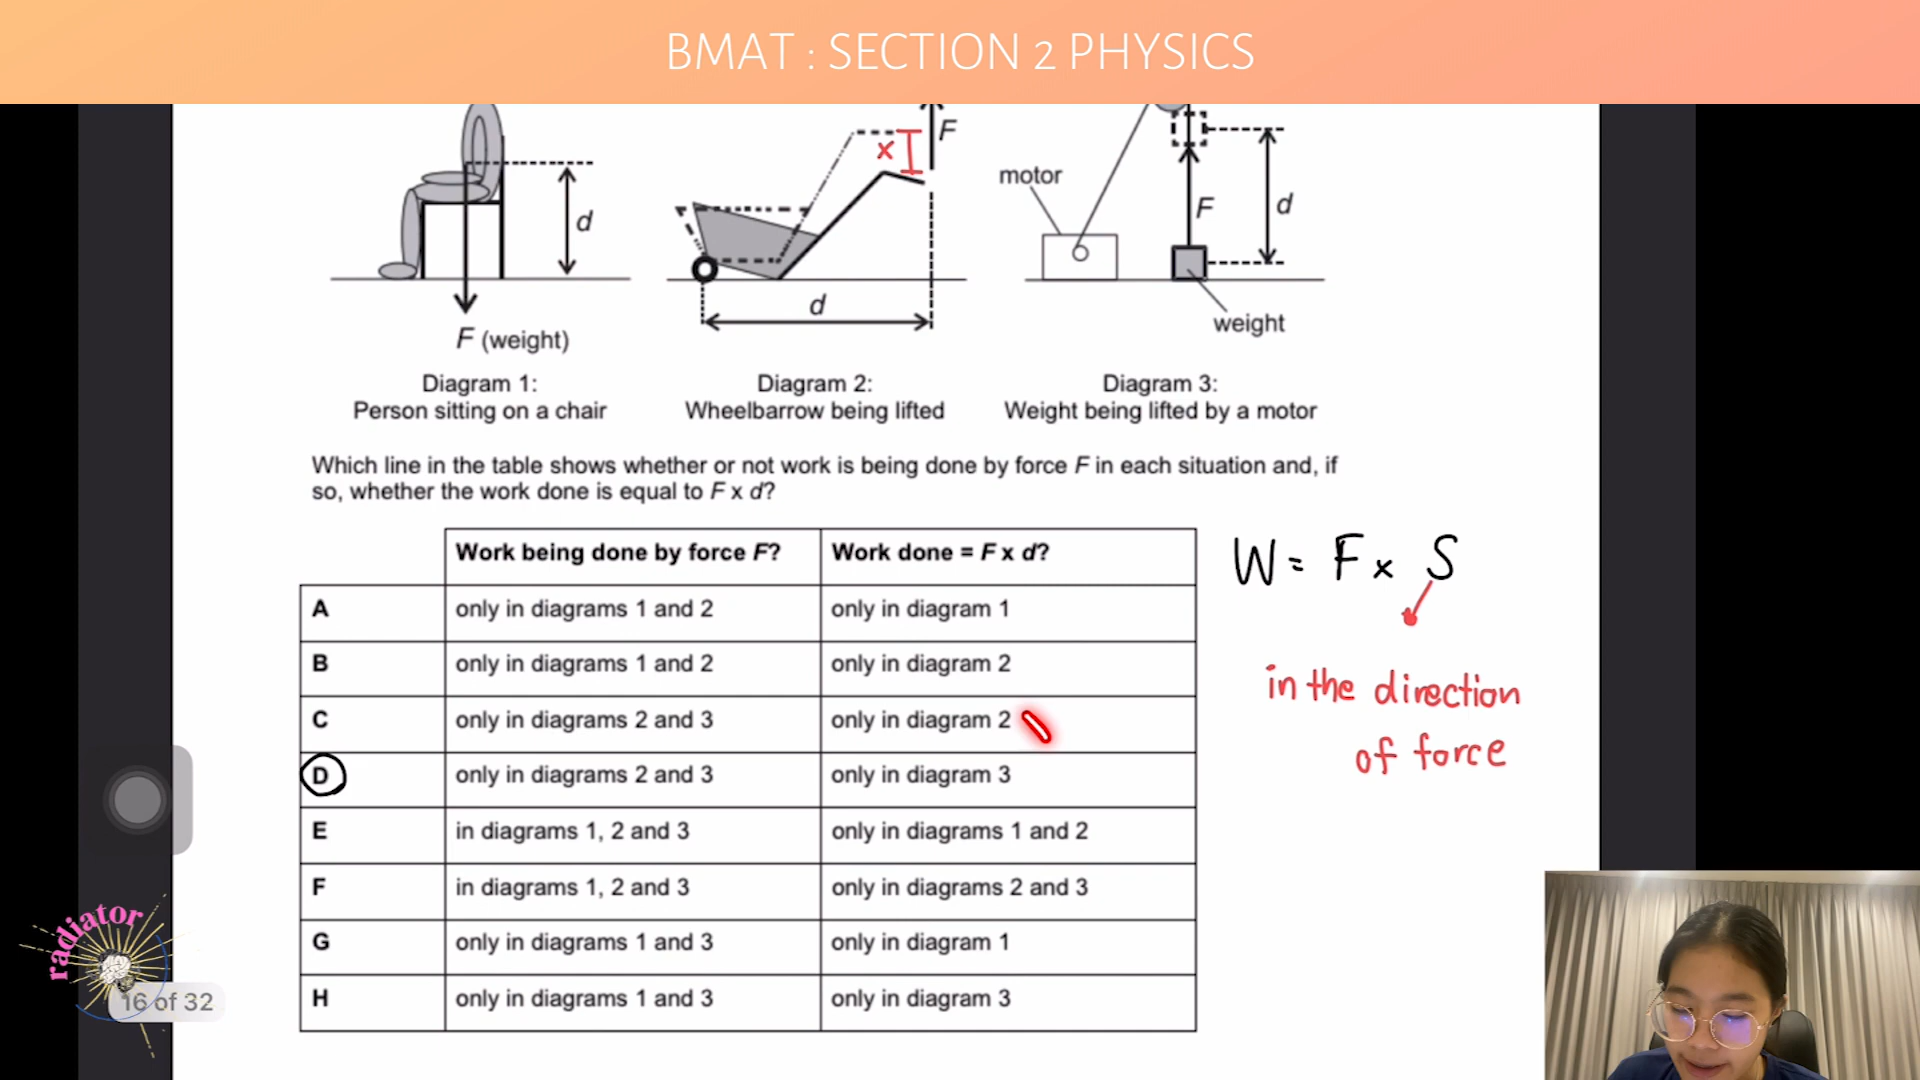 BMAT : SECTION 2 PHYSICS
x
F
motor
d
F
d
d
weight
F (weight)
Diagram 1:
Person sitting on a chair
Diagram 2:
Wheelbarrow being lifted
Diagram 3:
Weight being lifted by a motor
Which line in the table shows whether or not work is being done by force F in each situation and, if
so, whether the work done is equal to F x d?
Work being done by force F? Work done = F x d?
A only in diagrams 1 and 2 only in diagram 1
B only in diagrams 1 and 2 only in diagram 2
C only in diagrams 2 and 3 only in diagram 2
D only in diagrams 2 and 3 only in diagram 3
E in diagrams 1, 2 and 3 only in diagrams 1 and 2
F in diagrams 1, 2 and 3 only in diagrams 2 and 3
G only in diagrams 1 and 3 only in diagram 1
H only in diagrams 1 and 3 only in diagram 3
W = F x S
in the direction
of force
radiator
16 of 32